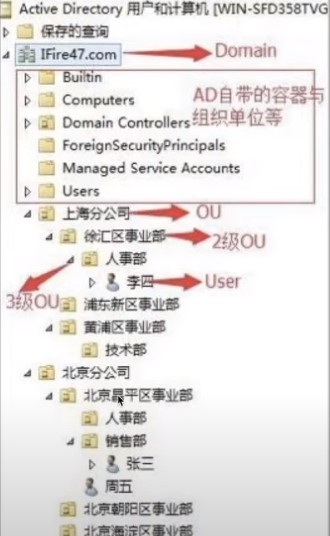 Active Directory 用户和计算机 [WIN-SFD358TVG
保存的查询
IFire47.com Domain
Builtin
Computers
AD自带的容器与
组织单位等
Domain Controllers
ForeignSecurityPrincipals
Managed Service Accounts
Users
上海分公司 OU
徐汇区事业部 2级OU
人事部
李四 User
3级OU
浦东新区事业部
黄浦区事业部
技术部
北京分公司
北京昌平区事业部
人事部
销售部
张三
周五
北京朝阳区事业部
北京海淀区事业部